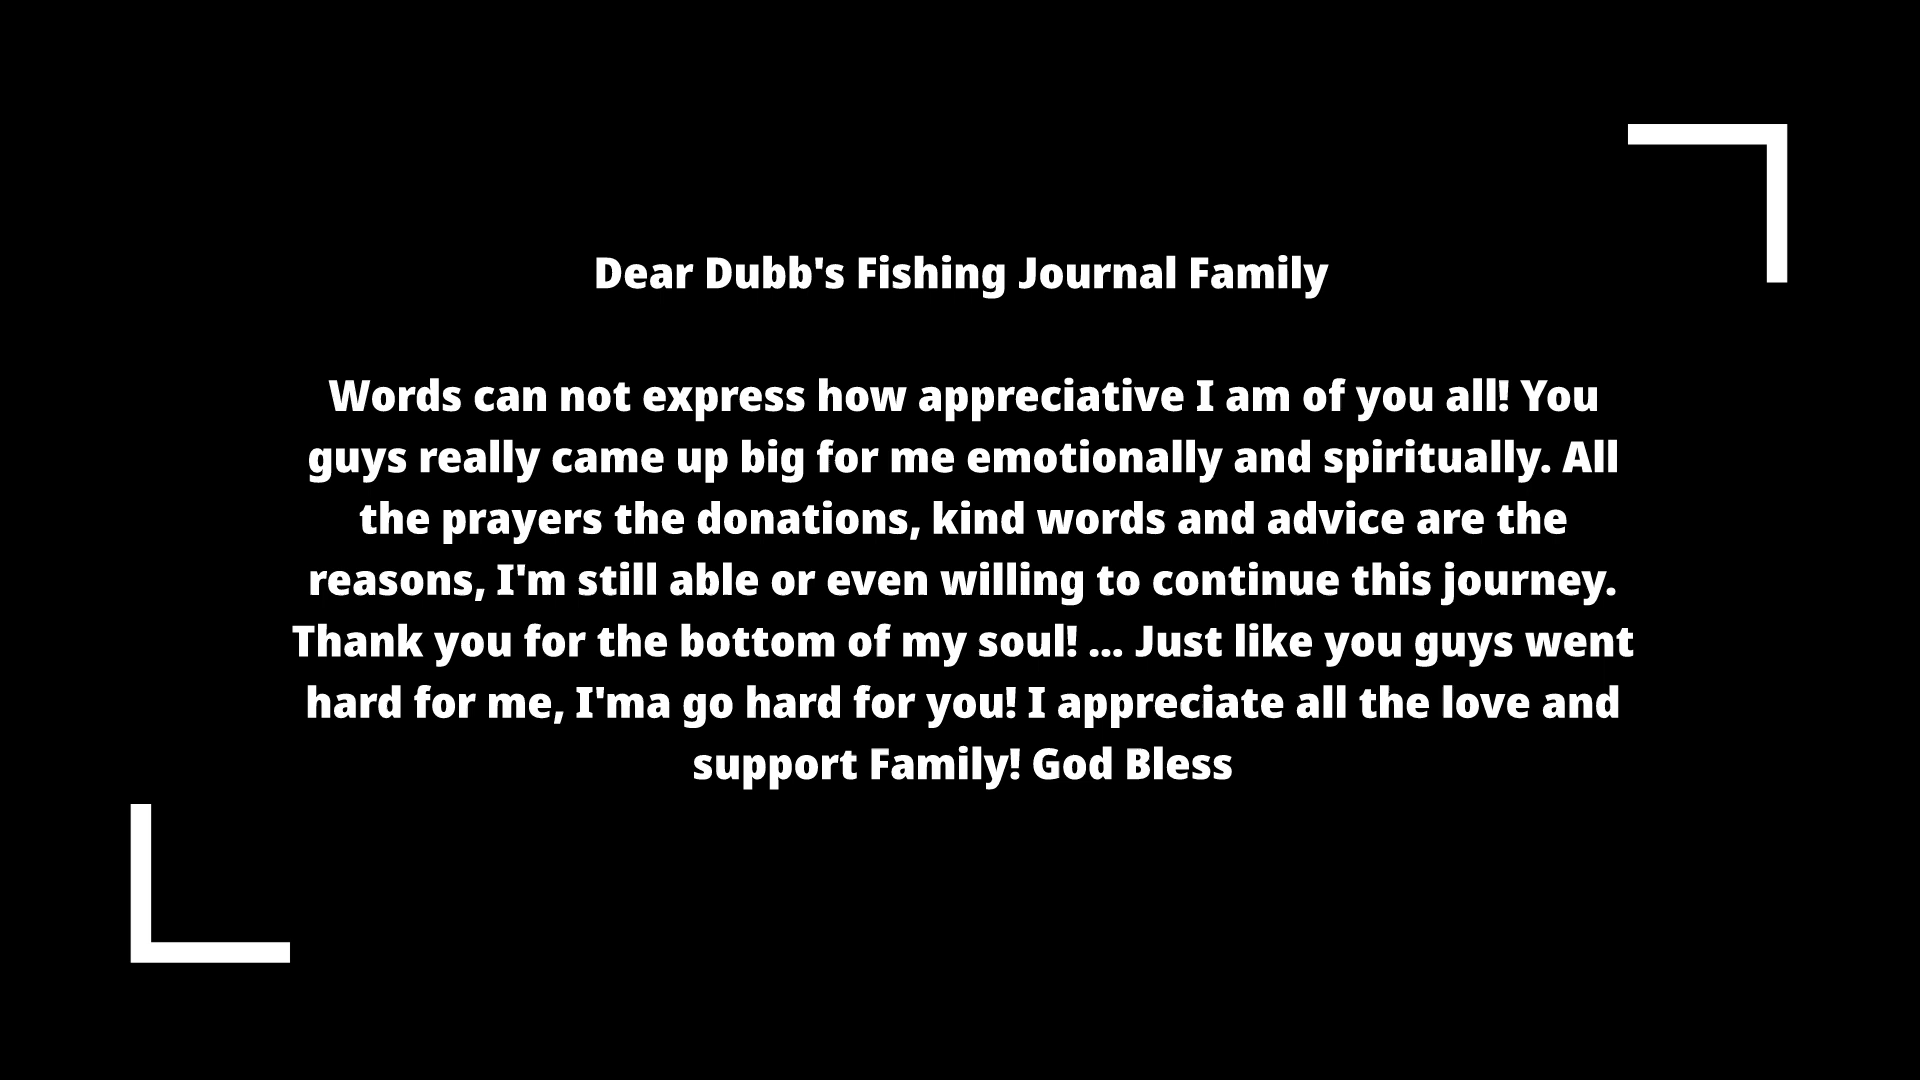 Dear Dubb's Fishing Journal Family
Words can not express how appreciative I am of you all! You
guys really came up big for me emotionally and spiritually. All
the prayers the donations, kind words and advice are the
reasons, I'm still able or even willing to continue this journey.
Thank you for the bottom of my soul! ... Just like you guys went
hard for me, I'ma go hard for you! I appreciate all the love and
support Family! God Bless